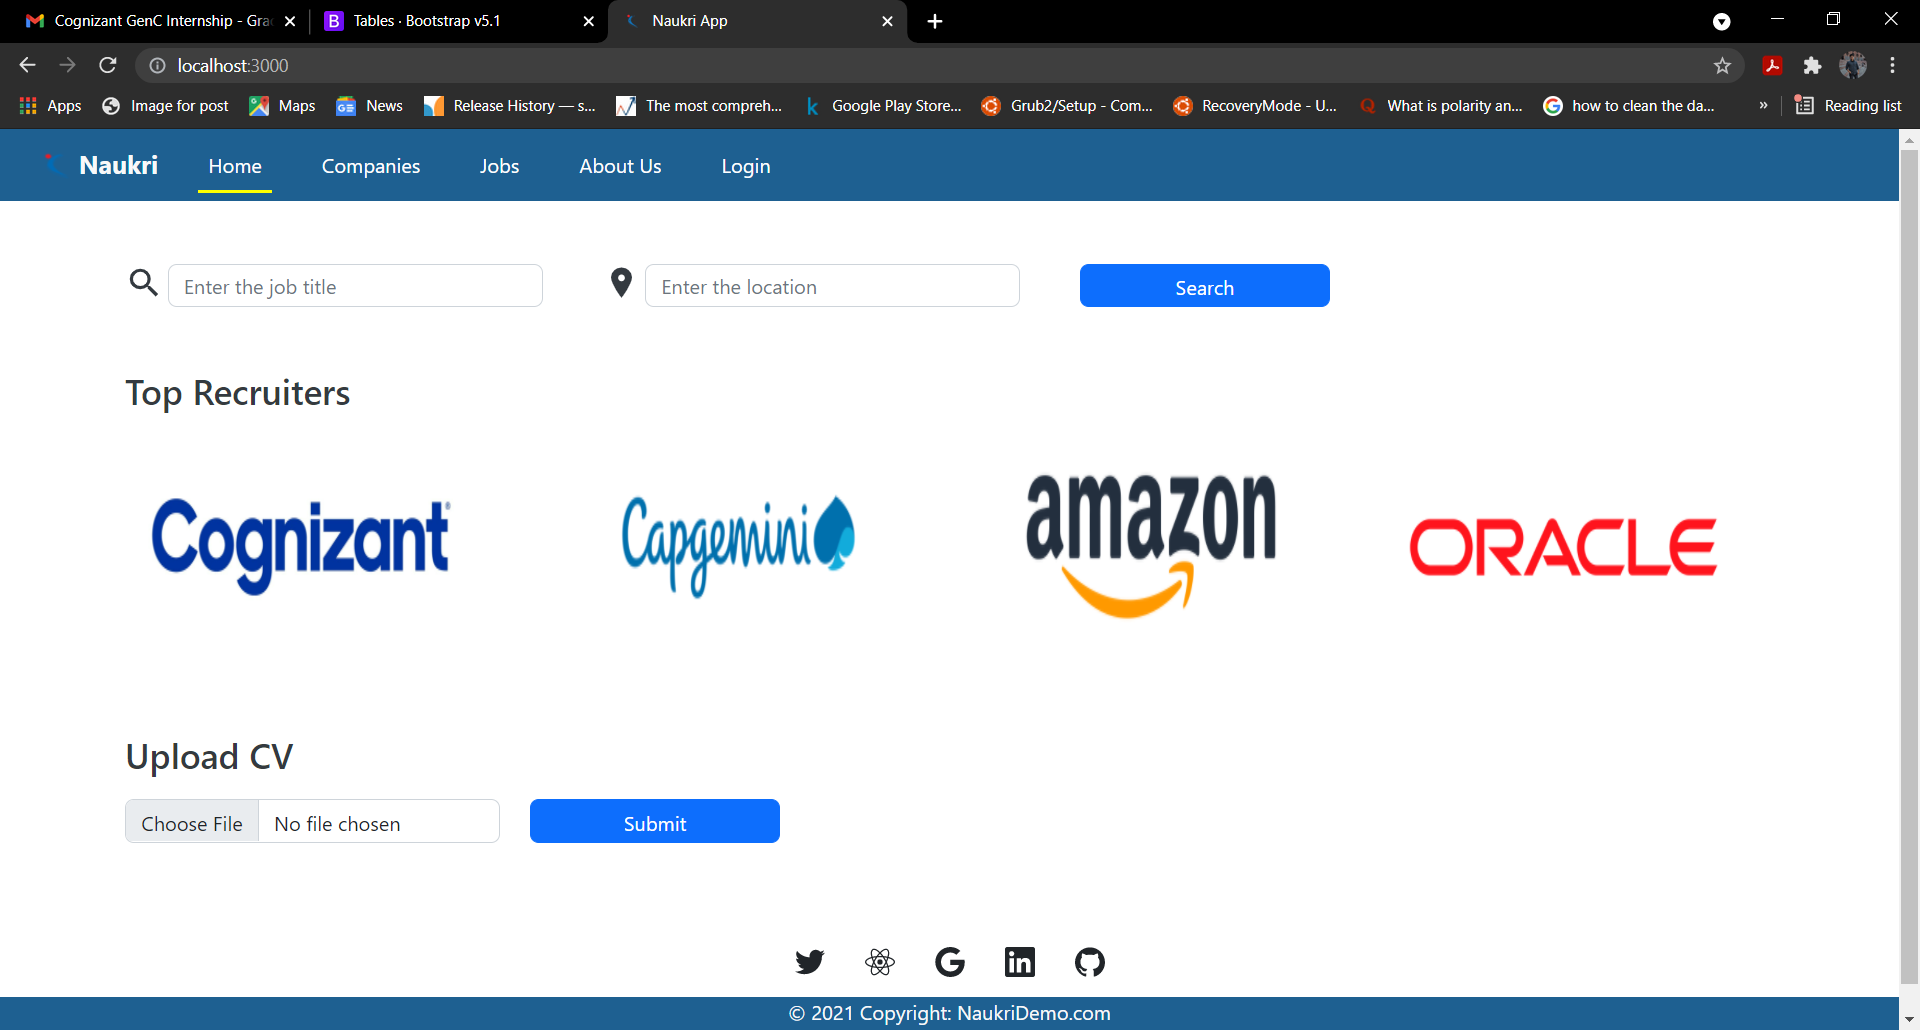 Cognizant GenC Internship - Gra
Tables · Bootstrap v5.1
Naukri App
localhost:3000
Apps
Image for post
Maps
News
Release History — s...
The most compreh...
Google Play Store...
Grub2/Setup - Com...
RecoveryMode - U...
What is polarity an...
how to clean the da...
»
Reading list
Naukri
Home
Companies
Jobs
About Us
Login
Enter the job title
Enter the location
Search
Top Recruiters
Cognizant
Capgemini
amazon
ORACLE
Upload CV
Choose File
No file chosen
Submit
© 2021 Copyright: NaukriDemo.com